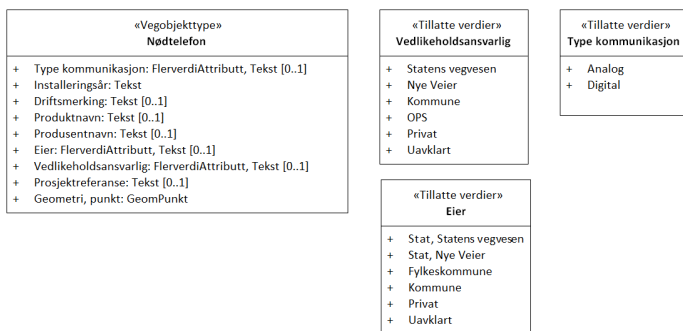 «Vegobjekttype»
Nødtelefon
+ Type kommunikasjon: FlerverdiAttributt, Tekst [0..1]
+ Installeringsår: Tekst
+ Driftsmerking: Tekst [0..1]
+ Produktnavn: Tekst [0..1]
+ Produsentnavn: Tekst [0..1]
+ Eier: FlerverdiAttributt, Tekst [0..1]
+ Vedlikeholdsansvarlig: FlerverdiAttributt, Tekst [0..1]
+ Prosjektreferanse: Tekst [0..1]
+ Geometri, punkt: GeomPunkt
«Tillatte verdier»
Vedlikeholdsansvarlig
+ Statens vegvesen
+ Nye Veier
+ Kommune
+ OPS
+ Privat
+ Uavklart
«Tillatte verdier»
Type kommunikasjon
+ Analog
+ Digital
«Tillatte verdier»
Eier
+ Stat, Statens vegvesen
+ Stat, Nye Veier
+ Fylkeskommune
+ Kommune
+ Privat
+ Uavklart